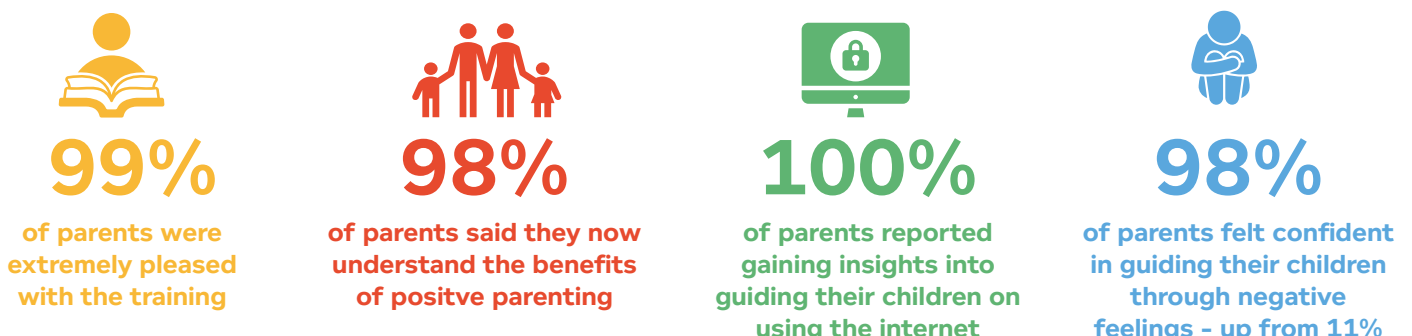 99%
of parents were
extremely pleased
with the training
98%
of parents said they now
understand the benefits
of positve parenting
100%
of parents reported
gaining insights into
guiding their children on
using the internet
98%
of parents felt confident
in guiding their children
through negative
feelings - up from 11%